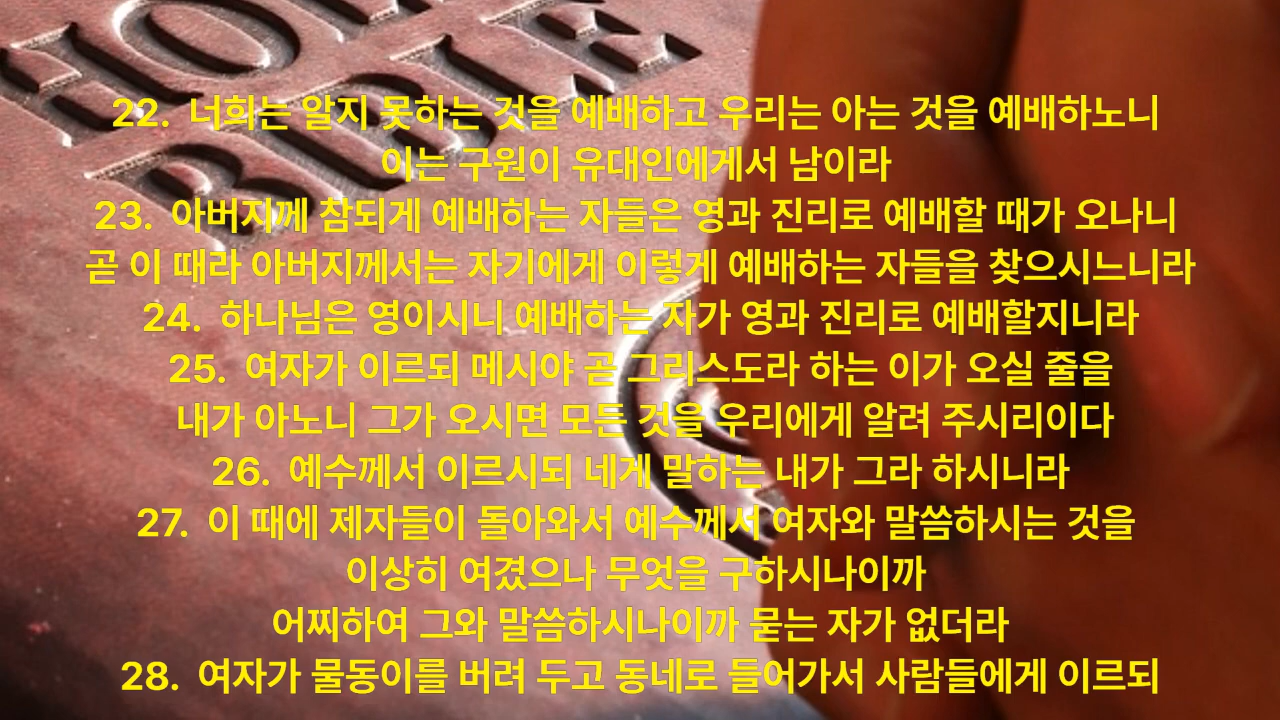 HOLY
BIBLE
22. 너희는 알지 못하는 것을 예배하고 우리는 아는 것을 예배하노니
이는 구원이 유대인에게서 남이라
23. 아버지께 참되게 예배하는 자들은 영과 진리로 예배할 때가 오나니
곧 이 때라 아버지께서는 자기에게 이렇게 예배하는 자들을 찾으시느니라
24. 하나님은 영이시니 예배하는 자가 영과 진리로 예배할지니라
25. 여자가 이르되 메시야 곧 그리스도라 하는 이가 오실 줄을
내가 아노니 그가 오시면 모든 것을 우리에게 알려 주시리이다
26. 예수께서 이르시되 네게 말하는 내가 그라 하시니라
27. 이 때에 제자들이 돌아와서 예수께서 여자와 말씀하시는 것을
이상히 여겼으나 무엇을 구하시나이까
어찌하여 그와 말씀하시나이까 묻는 자가 없더라
28. 여자가 물동이를 버려 두고 동네로 들어가서 사람들에게 이르되